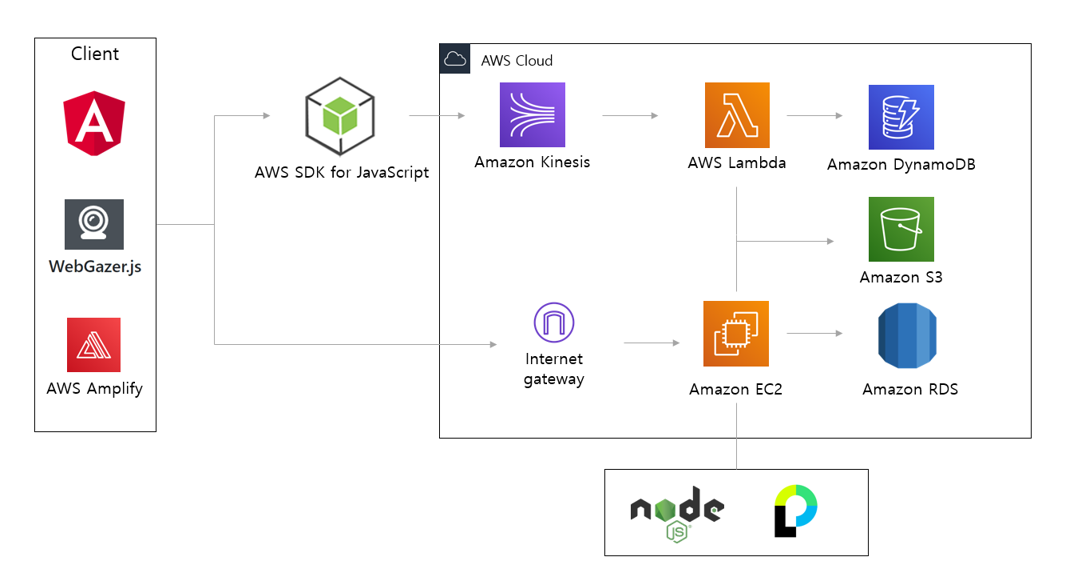 Client
AWS Cloud
AWS SDK for JavaScript
Amazon Kinesis
AWS Lambda
Amazon DynamoDB
WebGazer.js
Amazon S3
Internet
gateway
AWS Amplify
Amazon EC2
Amazon RDS
node
JS